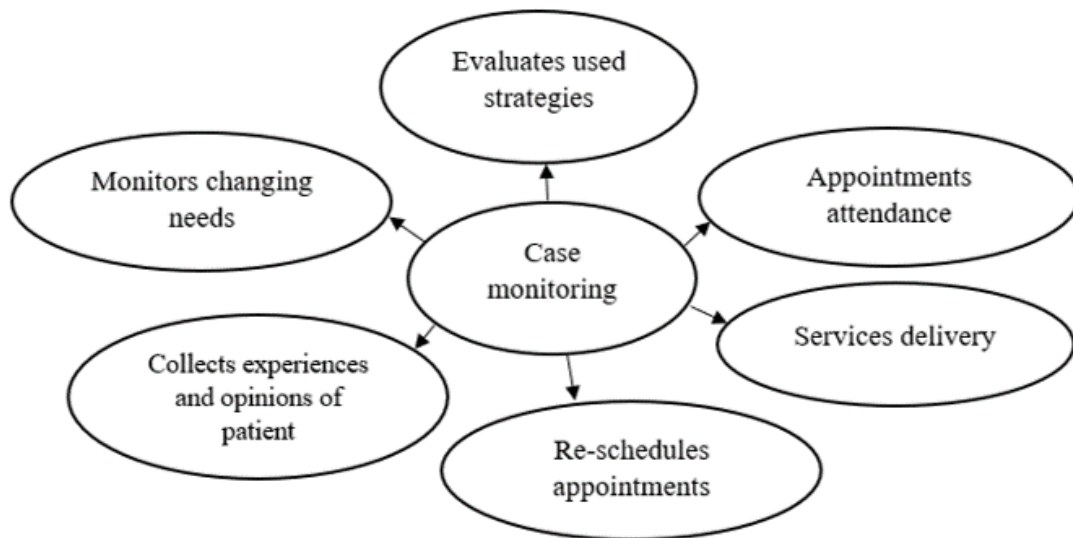 Evaluates used
strategies
Monitors changing
needs
Appointments
attendance
Case
monitoring
Services delivery
Collects experiences
and opinions of
patient
Re-schedules
appointments